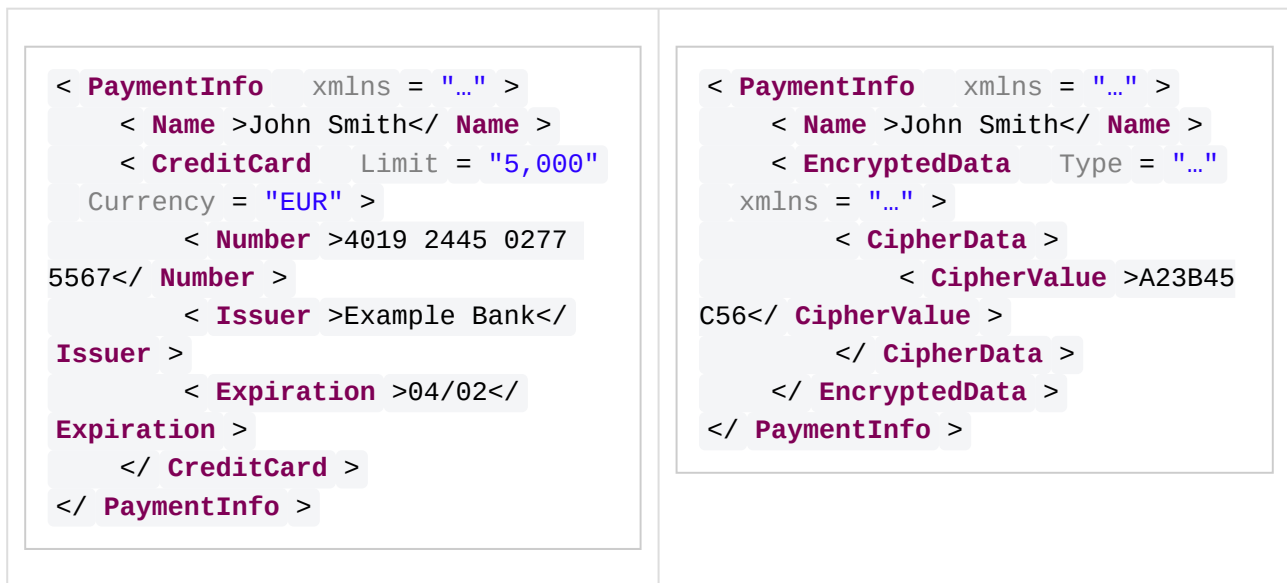 < PaymentInfo xmlns = "…" >
< Name >John Smith</ Name >
< CreditCard Limit = "5,000"
Currency = "EUR" >
< Number >4019 2445 0277
5567</ Number >
< Issuer >Example Bank</
Issuer >
< Expiration >04/02</
Expiration >
</ CreditCard >
</ PaymentInfo >
< PaymentInfo xmlns = "…" >
< Name >John Smith</ Name >
< EncryptedData Type = "…"
xmlns = "…" >
< CipherData >
< CipherValue >A23B45
C56</ CipherValue >
</ CipherData >
</ EncryptedData >
</ PaymentInfo >